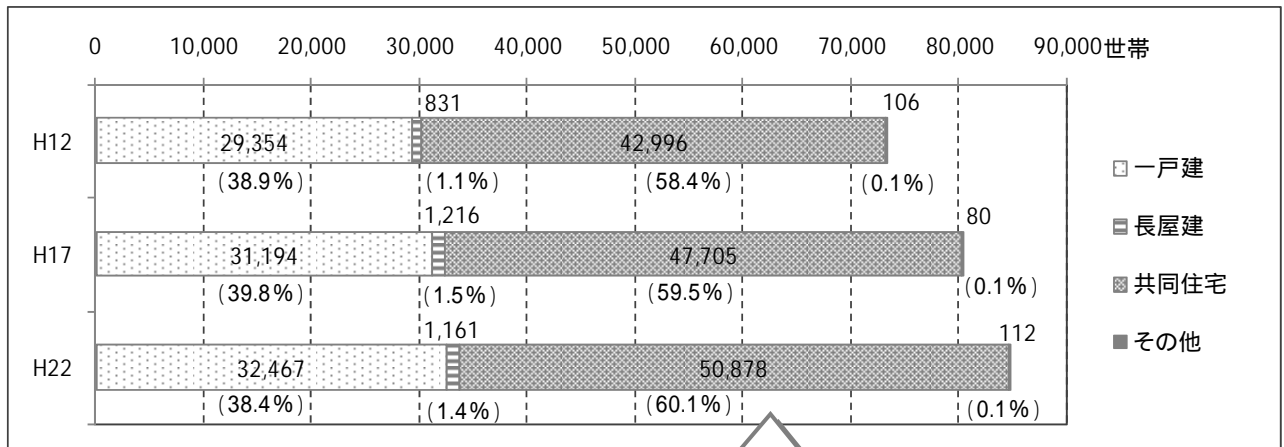 0 10,000 20,000 30,000 40,000 50,000 60,000 70,000 80,000 90,000世帯
831 106
H12 29,354 42,996
(38.9%) (1.1%) (58.4%) (0.1%)
1,216 80
H17 31,194 47,705
(39.8%) (1.5%) (59.5%) (0.1%)
1,161 112
H22 32,467 50,878
(38.4%) (1.4%) (60.1%) (0.1%)
一戸建
長屋建
共同住宅
その他